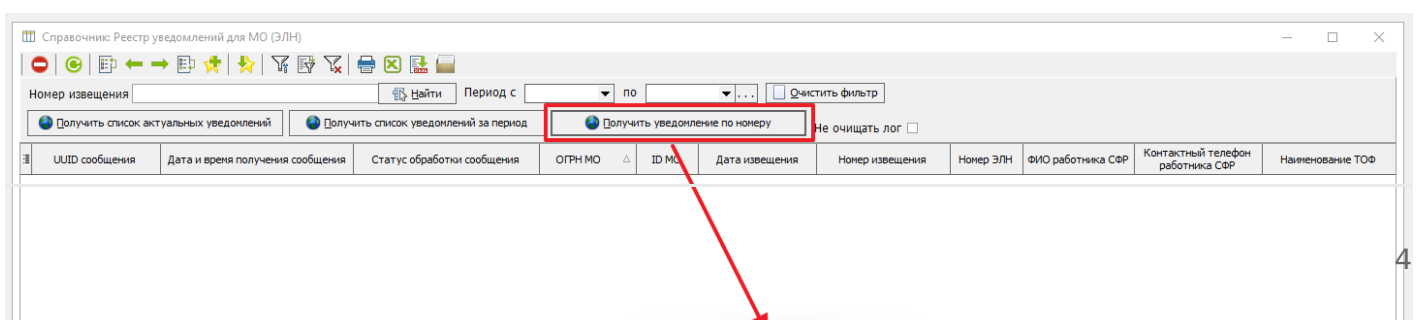 Справочник: Реестр уведомлений для МО (ЭЛН)
Номер извещения Найти Период с по ... Очистить фильтр
Получить список актуальных уведомлений Получить список уведомлений за период Получить уведомление по номеру Не очищать лог
UUID сообщения Дата и время получения сообщения Статус обработки сообщения ОГРН МО ID МО Дата извещения Номер извещения Номер ЭЛН ФИО работника СФР Контактный телефон работника СФР Наименование ТОФ
4